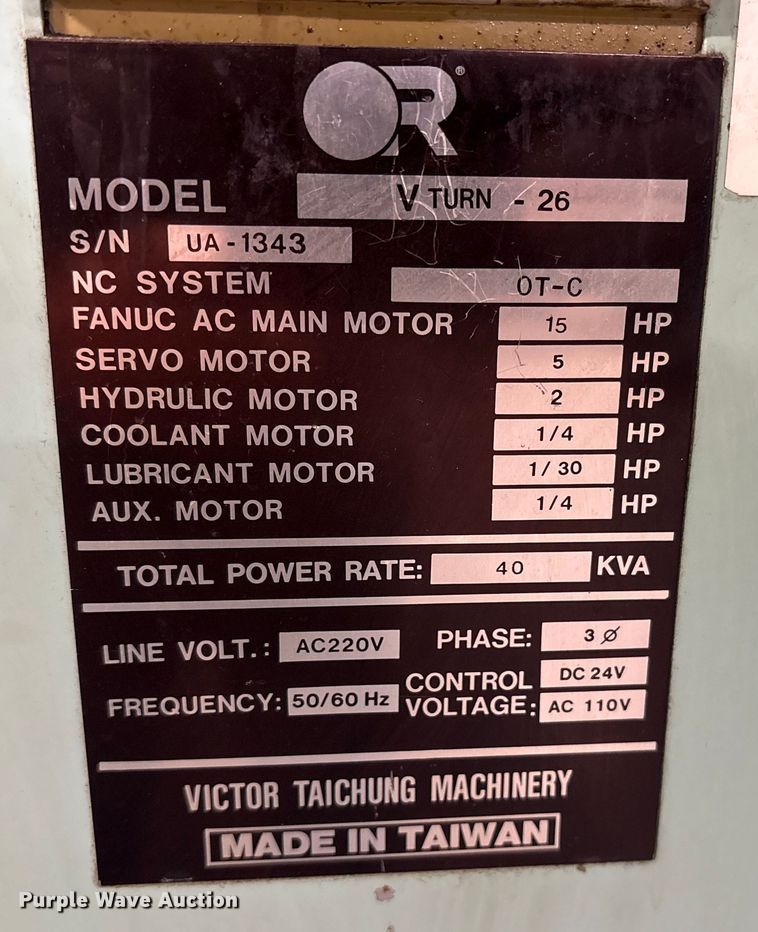 OR®
MODEL V TURN - 26
S/N UA - 1343
NC SYSTEM OT-C
FANUC AC MAIN MOTOR 15 HP
SERVO MOTOR 5 HP
HYDRULIC MOTOR 2 HP
COOLANT MOTOR 1/4 HP
LUBRICANT MOTOR 1/30 HP
AUX. MOTOR 1/4 HP
TOTAL POWER RATE: 40 KVA
LINE VOLT.: AC220V PHASE: 3 Ø
FREQUENCY: 50/60 Hz CONTROL VOLTAGE: DC 24V AC 110V
VICTOR TAICHUNG MACHINERY
MADE IN TAIWAN
Purple Wave Auction